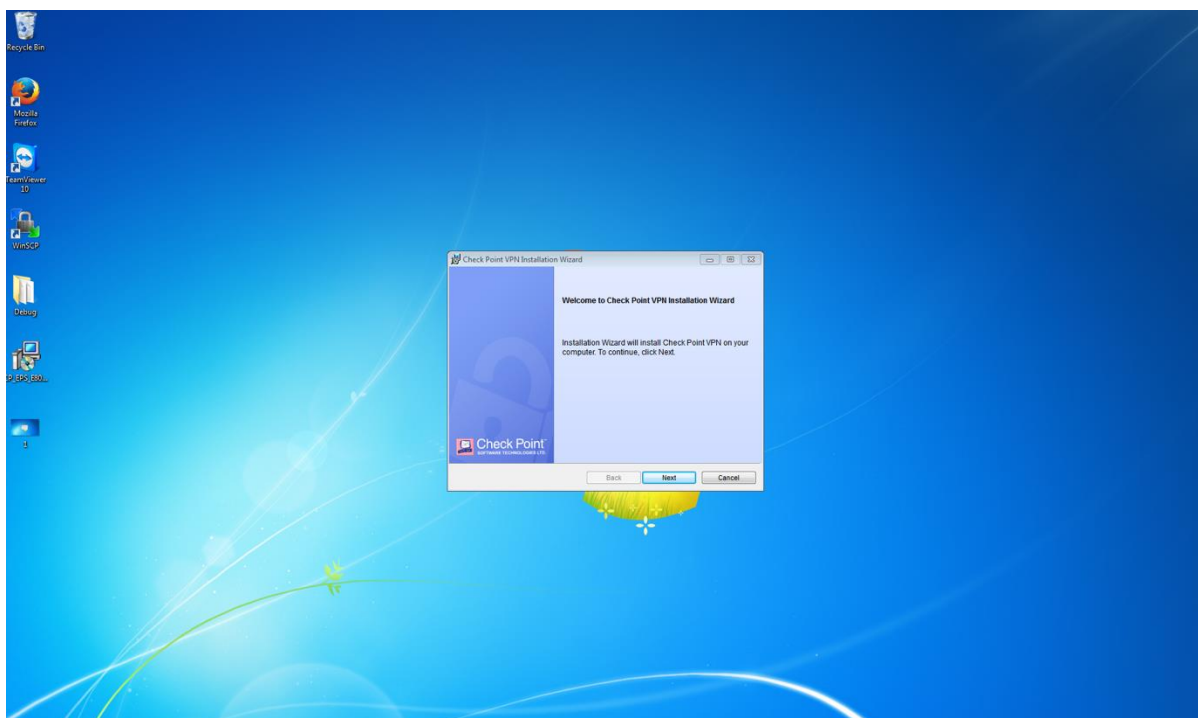 Recycle Bin
Mozilla
Firefox
TeamViewer
10
WinSCP
Debug
CP_EPS_E80...
1
Check Point VPN Installation Wizard
Welcome to Check Point VPN Installation Wizard
Installation Wizard will install Check Point VPN on your
computer. To continue, click Next.
Check Point
SOFTWARE TECHNOLOGIES LTD.
Back Next Cancel